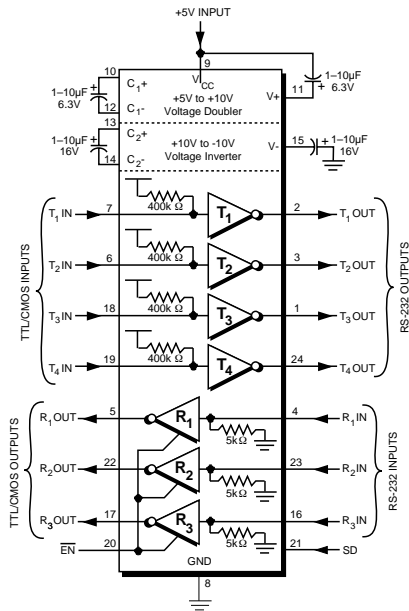 +5V INPUT
9
VCC
10
C1+
1–10µF
6.3V
+
12
C1-
+5V to +10V
Voltage Doubler
V+
11
+
1–10µF
6.3V
13
C2+
1–10µF
16V
+
14
C2-
+10V to -10V
Voltage Inverter
V-
15
+
1–10µF
16V
TTL/CMOS INPUTS
T1 IN
7
400k Ω
T1
2
T1 OUT
T2 IN
6
400k Ω
T2
3
T2 OUT
T3 IN
18
400k Ω
T3
1
T3 OUT
T4 IN
19
400k Ω
T4
24
T4 OUT
RS-232 OUTPUTS
TTL/CMOS OUTPUTS
R1 OUT
5
R1
4
R1 IN
5kΩ
R2 OUT
22
R2
23
R2 IN
5kΩ
R3 OUT
17
R3
16
R3 IN
5kΩ
RS-232 INPUTS
EN
20
21
SD
GND
8